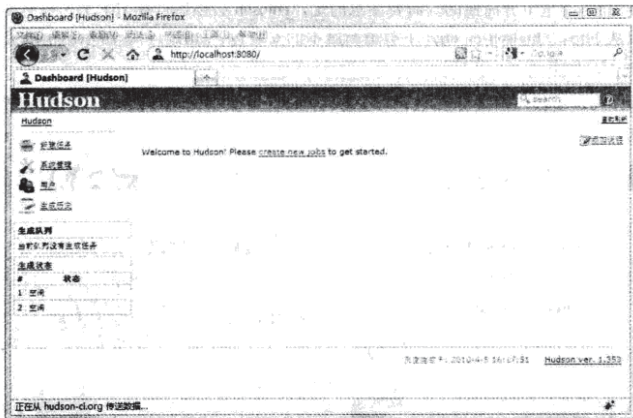 Dashboard [Hudson] - Mozilla Firefox
http://localhost:8080/
Dashboard [Hudson]
Hudson
search
Hudson
新建任务
Welcome to Hudson! Please create new jobs to get started.
系统管理
用户
生成历史
生成队列
当前队列没有生成任务
生成状态
# 状态
1 空闲
2 空闲
Hudson ver. 1.353
正在从 hudson-ci.org 传送数据...